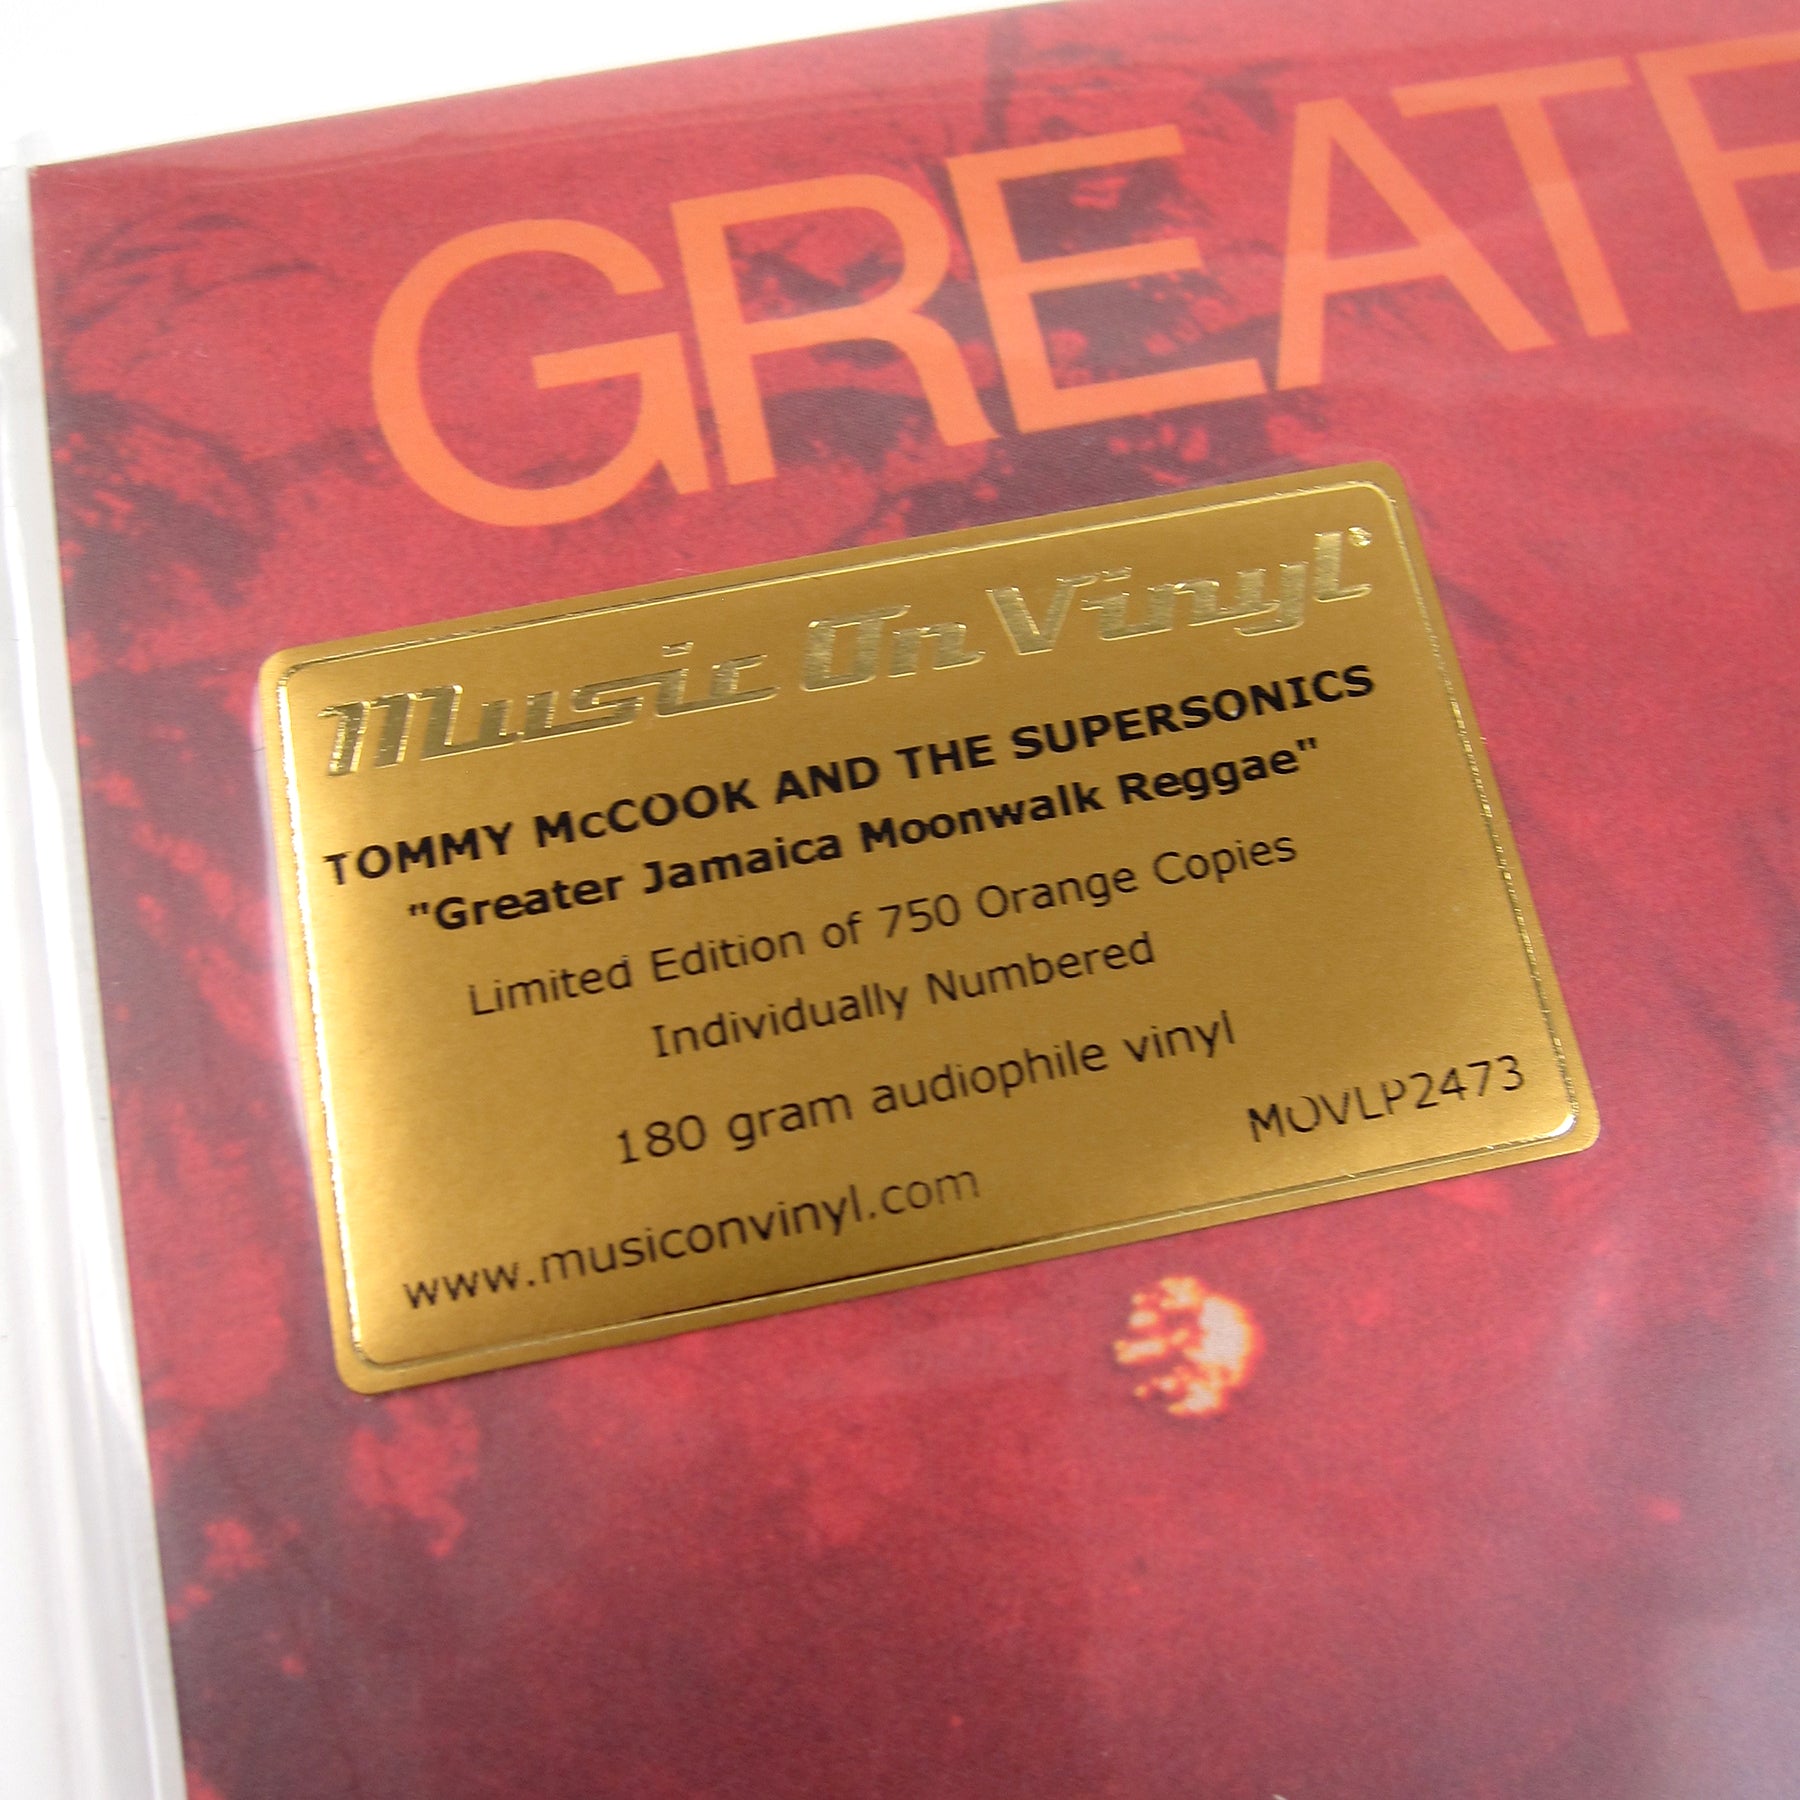 GREATE
Music On Vinyl®
TOMMY McCOOK AND THE SUPERSONICS
"Greater Jamaica Moonwalk Reggae"
Limited Edition of 750 Orange Copies
Individually Numbered
180 gram audiophile vinyl
MOVLP2473
www.musiconvinyl.com